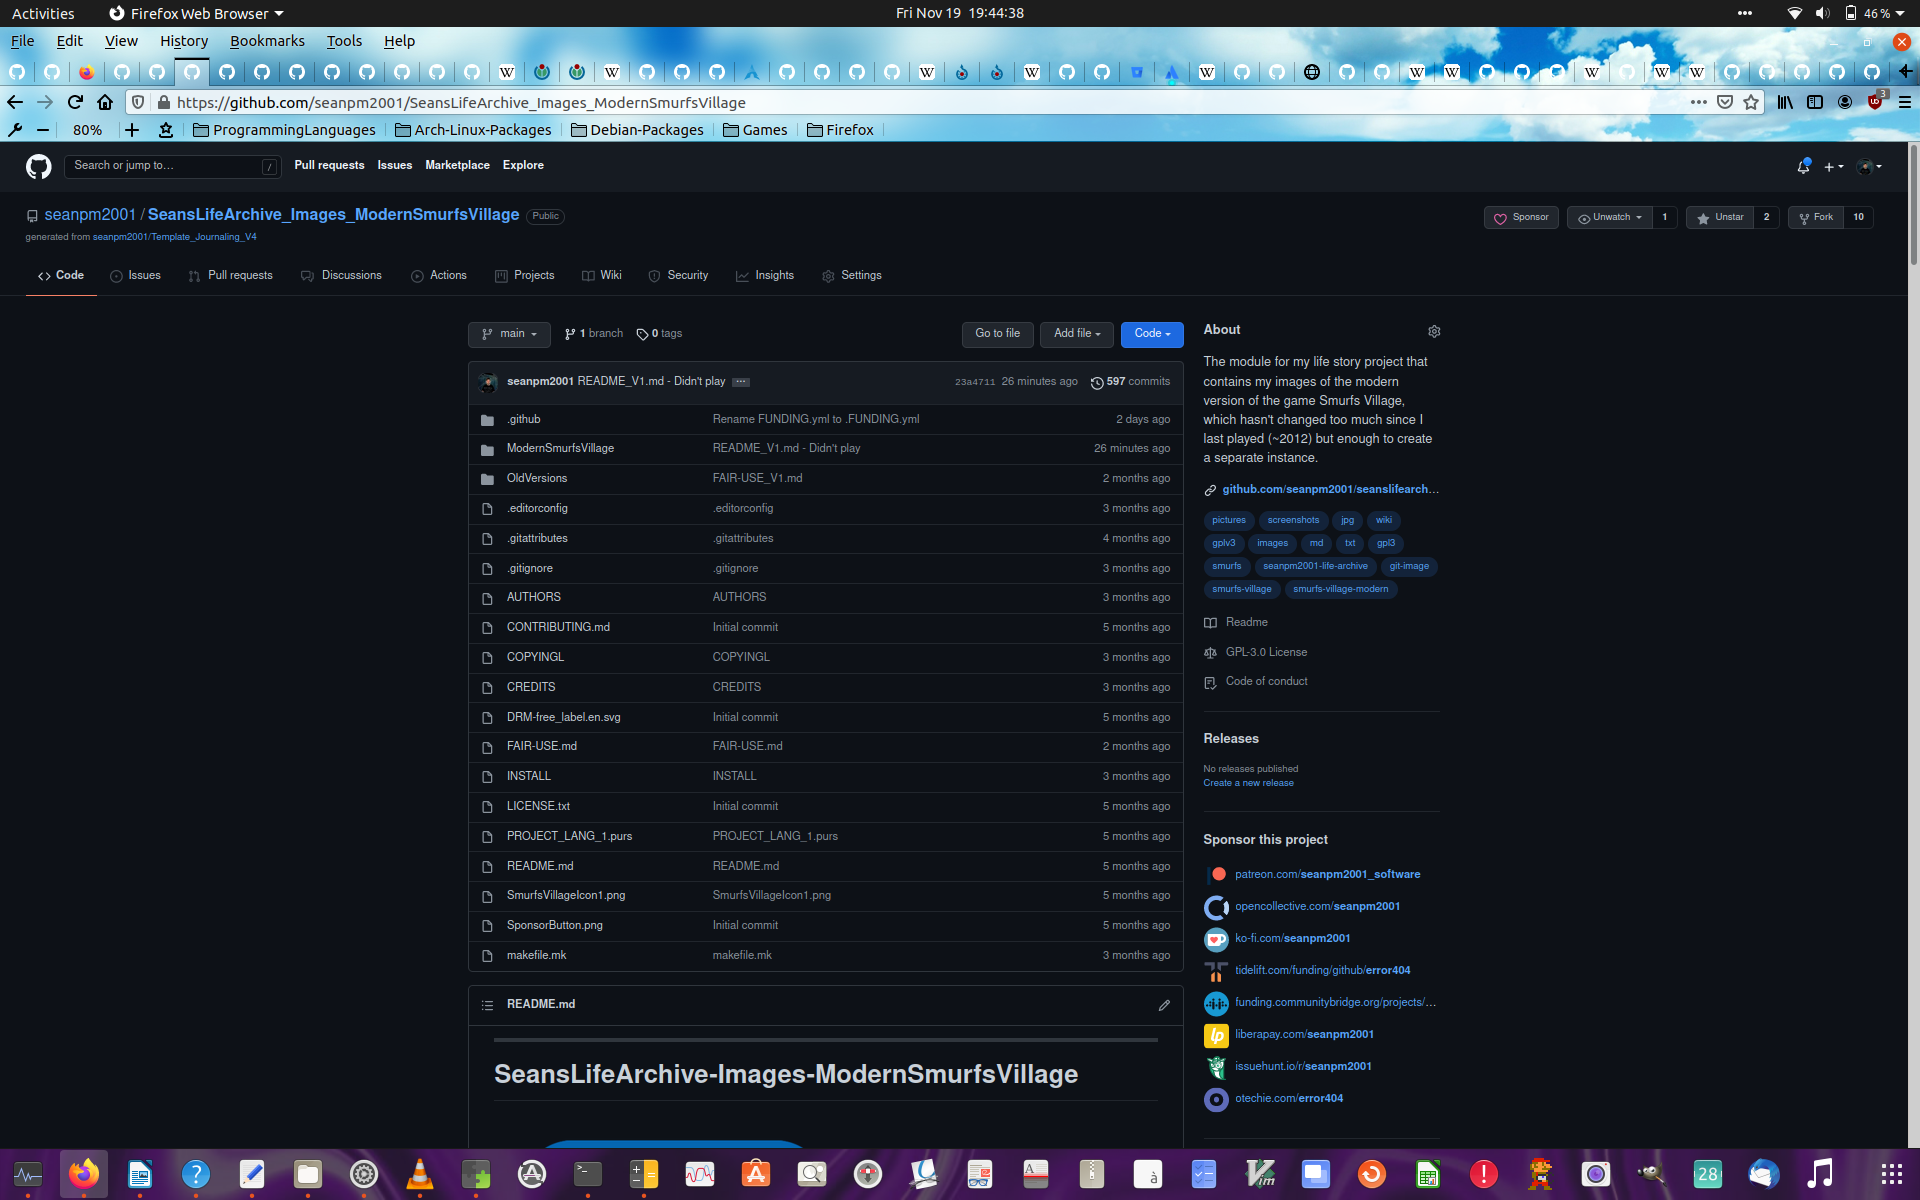 Activities Firefox Web Browser Fri Nov 19 19:44:38 46 %
File Edit View History Bookmarks Tools Help
https://github.com/seanpm2001/SeansLifeArchive_Images_ModernSmurfsVillage 3
80% ProgrammingLanguages Arch-Linux-Packages Debian-Packages Games Firefox
Search or jump to… / Pull requests Issues Marketplace Explore
seanpm2001 / SeansLifeArchive_Images_ModernSmurfsVillage Public Sponsor Unwatch 1 Unstar 2 Fork 10
generated from seanpm2001/Template_Journaling_V4
Code Issues Pull requests Discussions Actions Projects Wiki Security Insights Settings
main 1 branch 0 tags Go to file Add file Code
seanpm2001 README_V1.md - Didn't play … 23a4711 26 minutes ago 597 commits
.github Rename FUNDING.yml to .FUNDING.yml 2 days ago
ModernSmurfsVillage README_V1.md - Didn't play 26 minutes ago
OldVersions FAIR-USE_V1.md 2 months ago
.editorconfig .editorconfig 3 months ago
.gitattributes .gitattributes 4 months ago
.gitignore .gitignore 3 months ago
AUTHORS AUTHORS 3 months ago
CONTRIBUTING.md Initial commit 5 months ago
COPYINGL COPYINGL 3 months ago
CREDITS CREDITS 3 months ago
DRM-free_label.en.svg Initial commit 5 months ago
FAIR-USE.md FAIR-USE.md 2 months ago
INSTALL INSTALL 3 months ago
LICENSE.txt Initial commit 5 months ago
PROJECT_LANG_1.purs PROJECT_LANG_1.purs 5 months ago
README.md README.md 5 months ago
SmurfsVillageIcon1.png SmurfsVillageIcon1.png 5 months ago
SponsorButton.png Initial commit 5 months ago
makefile.mk makefile.mk 3 months ago
README.md
SeansLifeArchive-Images-ModernSmurfsVillage
About
The module for my life story project that
contains my images of the modern
version of the game Smurfs Village,
which hasn't changed too much since I
last played (~2012) but enough to create
a separate instance.
github.com/seanpm2001/seanslifearch…
pictures screenshots jpg wiki
gplv3 images md txt gpl3
smurfs seanpm2001-life-archive git-image
smurfs-village smurfs-village-modern
Readme
GPL-3.0 License
Code of conduct
Releases
No releases published
Create a new release
Sponsor this project
patreon.com/seanpm2001_software
opencollective.com/seanpm2001
ko-fi.com/seanpm2001
tidelift.com/funding/github/error404
funding.communitybridge.org/projects/…
liberapay.com/seanpm2001
issuehunt.io/r/seanpm2001
otechie.com/error404
28